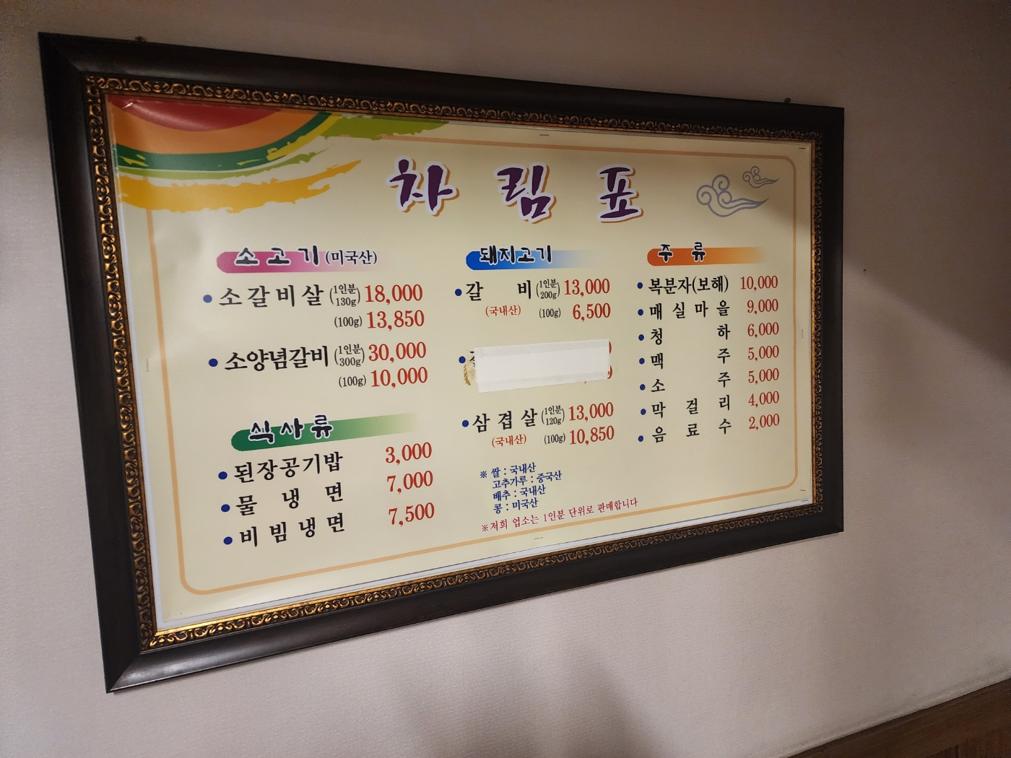 차림표
소고기(미국산)
소갈비살 (1인분 130g) 18,000
(100g) 13,850
소양념갈비 (1인분 300g) 30,000
(100g) 10,000
식사류
된장공기밥 3,000
물냉면 7,000
비빔냉면 7,500
돼지고기
갈비 (1인분 200g) 13,000
(국내산) (100g) 6,500
삼겹살 (1인분 120g) 13,000
(국내산) (100g) 10,850
※ 쌀 : 국내산
고추가루 : 중국산
배추 : 국내산
콩 : 미국산
※저희 업소는 1인분 단위로 판매합니다
주류
복분자(보해) 10,000
매실마을 9,000
청하 6,000
맥주 5,000
소주 5,000
막걸리 4,000
음료수 2,000